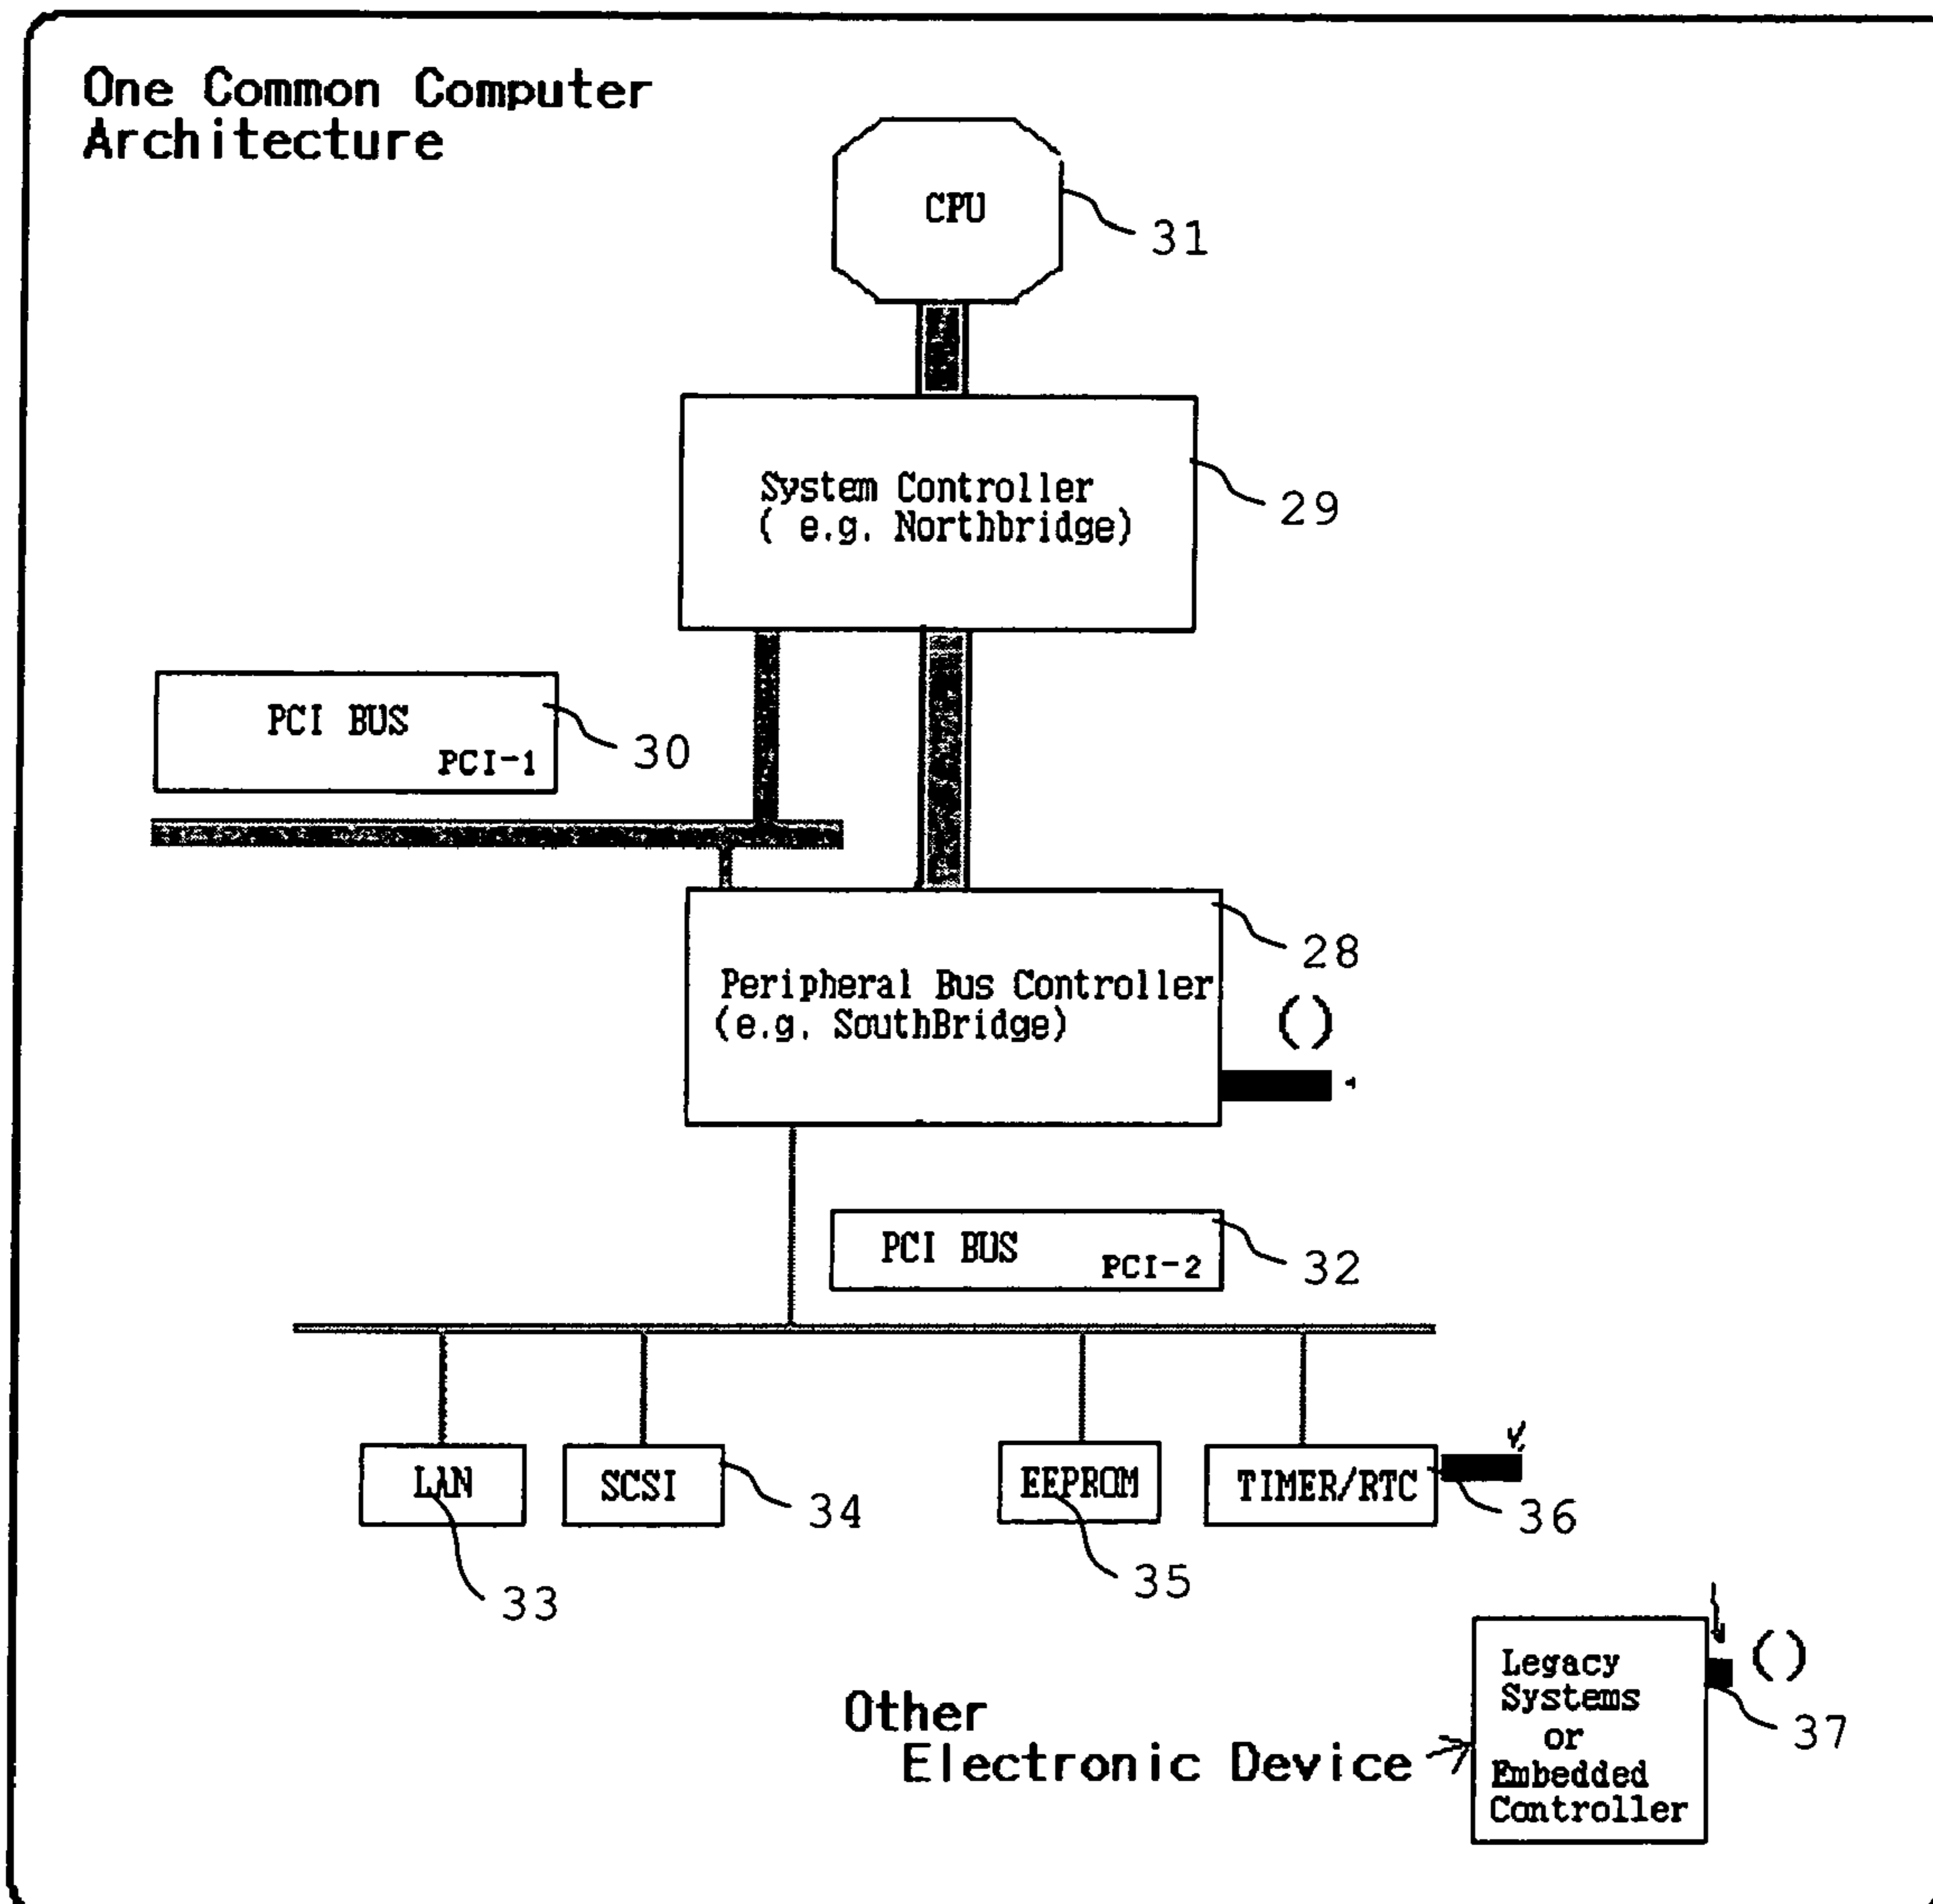 One Common Computer
Architecture
CPU
31
System Controller
( e.g. Northbridge)
29
PCI BUS
PCI-1
30
28
Peripheral Bus Controller
(e.g. SouthBridge)
()
PCI BUS
PCI-2
32
LAN
SCSI
EEPROM
TIMER/RTC
34
36
35
33
Legacy
Systems
or
Embedded
Controller
()
37
Other
Electronic Device